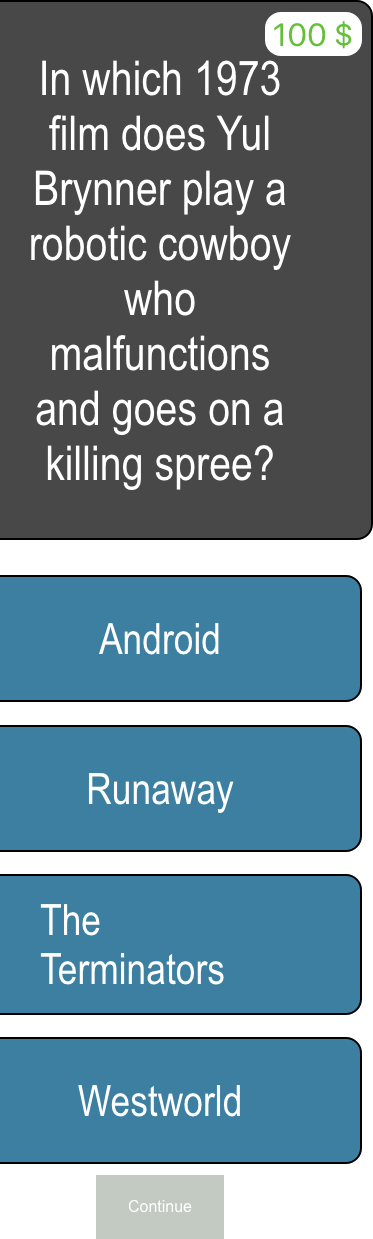 100 $
In which 1973
film does Yul
Brynner play a
robotic cowboy
who
malfunctions
and goes on a
killing spree?
Android
Runaway
The
Terminators
Westworld
Continue